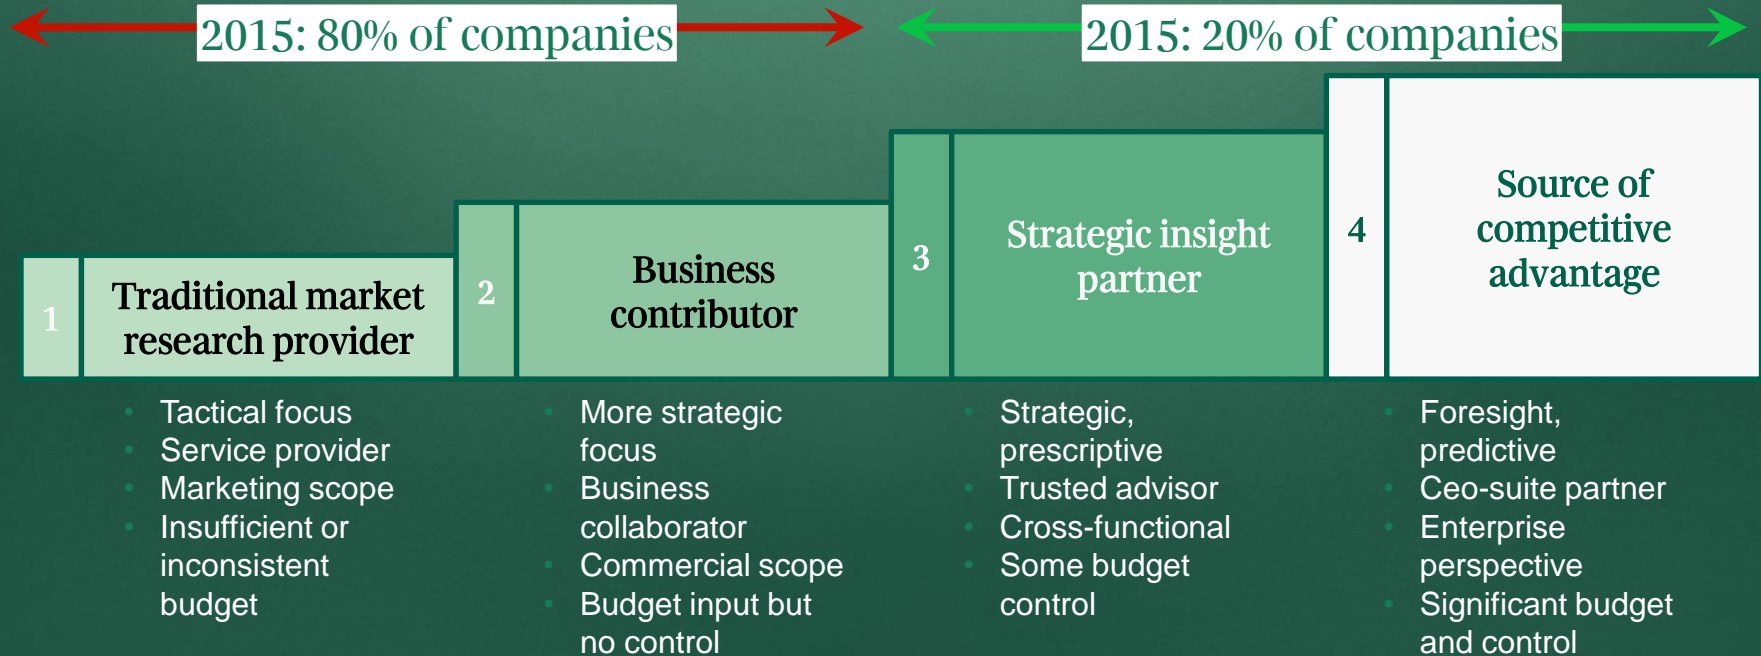 2015: 80% of companies
2015: 20% of companies
1
Traditional market
research provider
2
Business
contributor
3
Strategic insight
partner
4
Source of
competitive
advantage
• Tactical focus
• Service provider
• Marketing scope
• Insufficient or
inconsistent
budget
• More strategic
focus
• Business
collaborator
• Commercial scope
• Budget input but
no control
• Strategic,
prescriptive
• Trusted advisor
• Cross-functional
• Some budget
control
• Foresight,
predictive
• Ceo-suite partner
• Enterprise
perspective
• Significant budget
and control